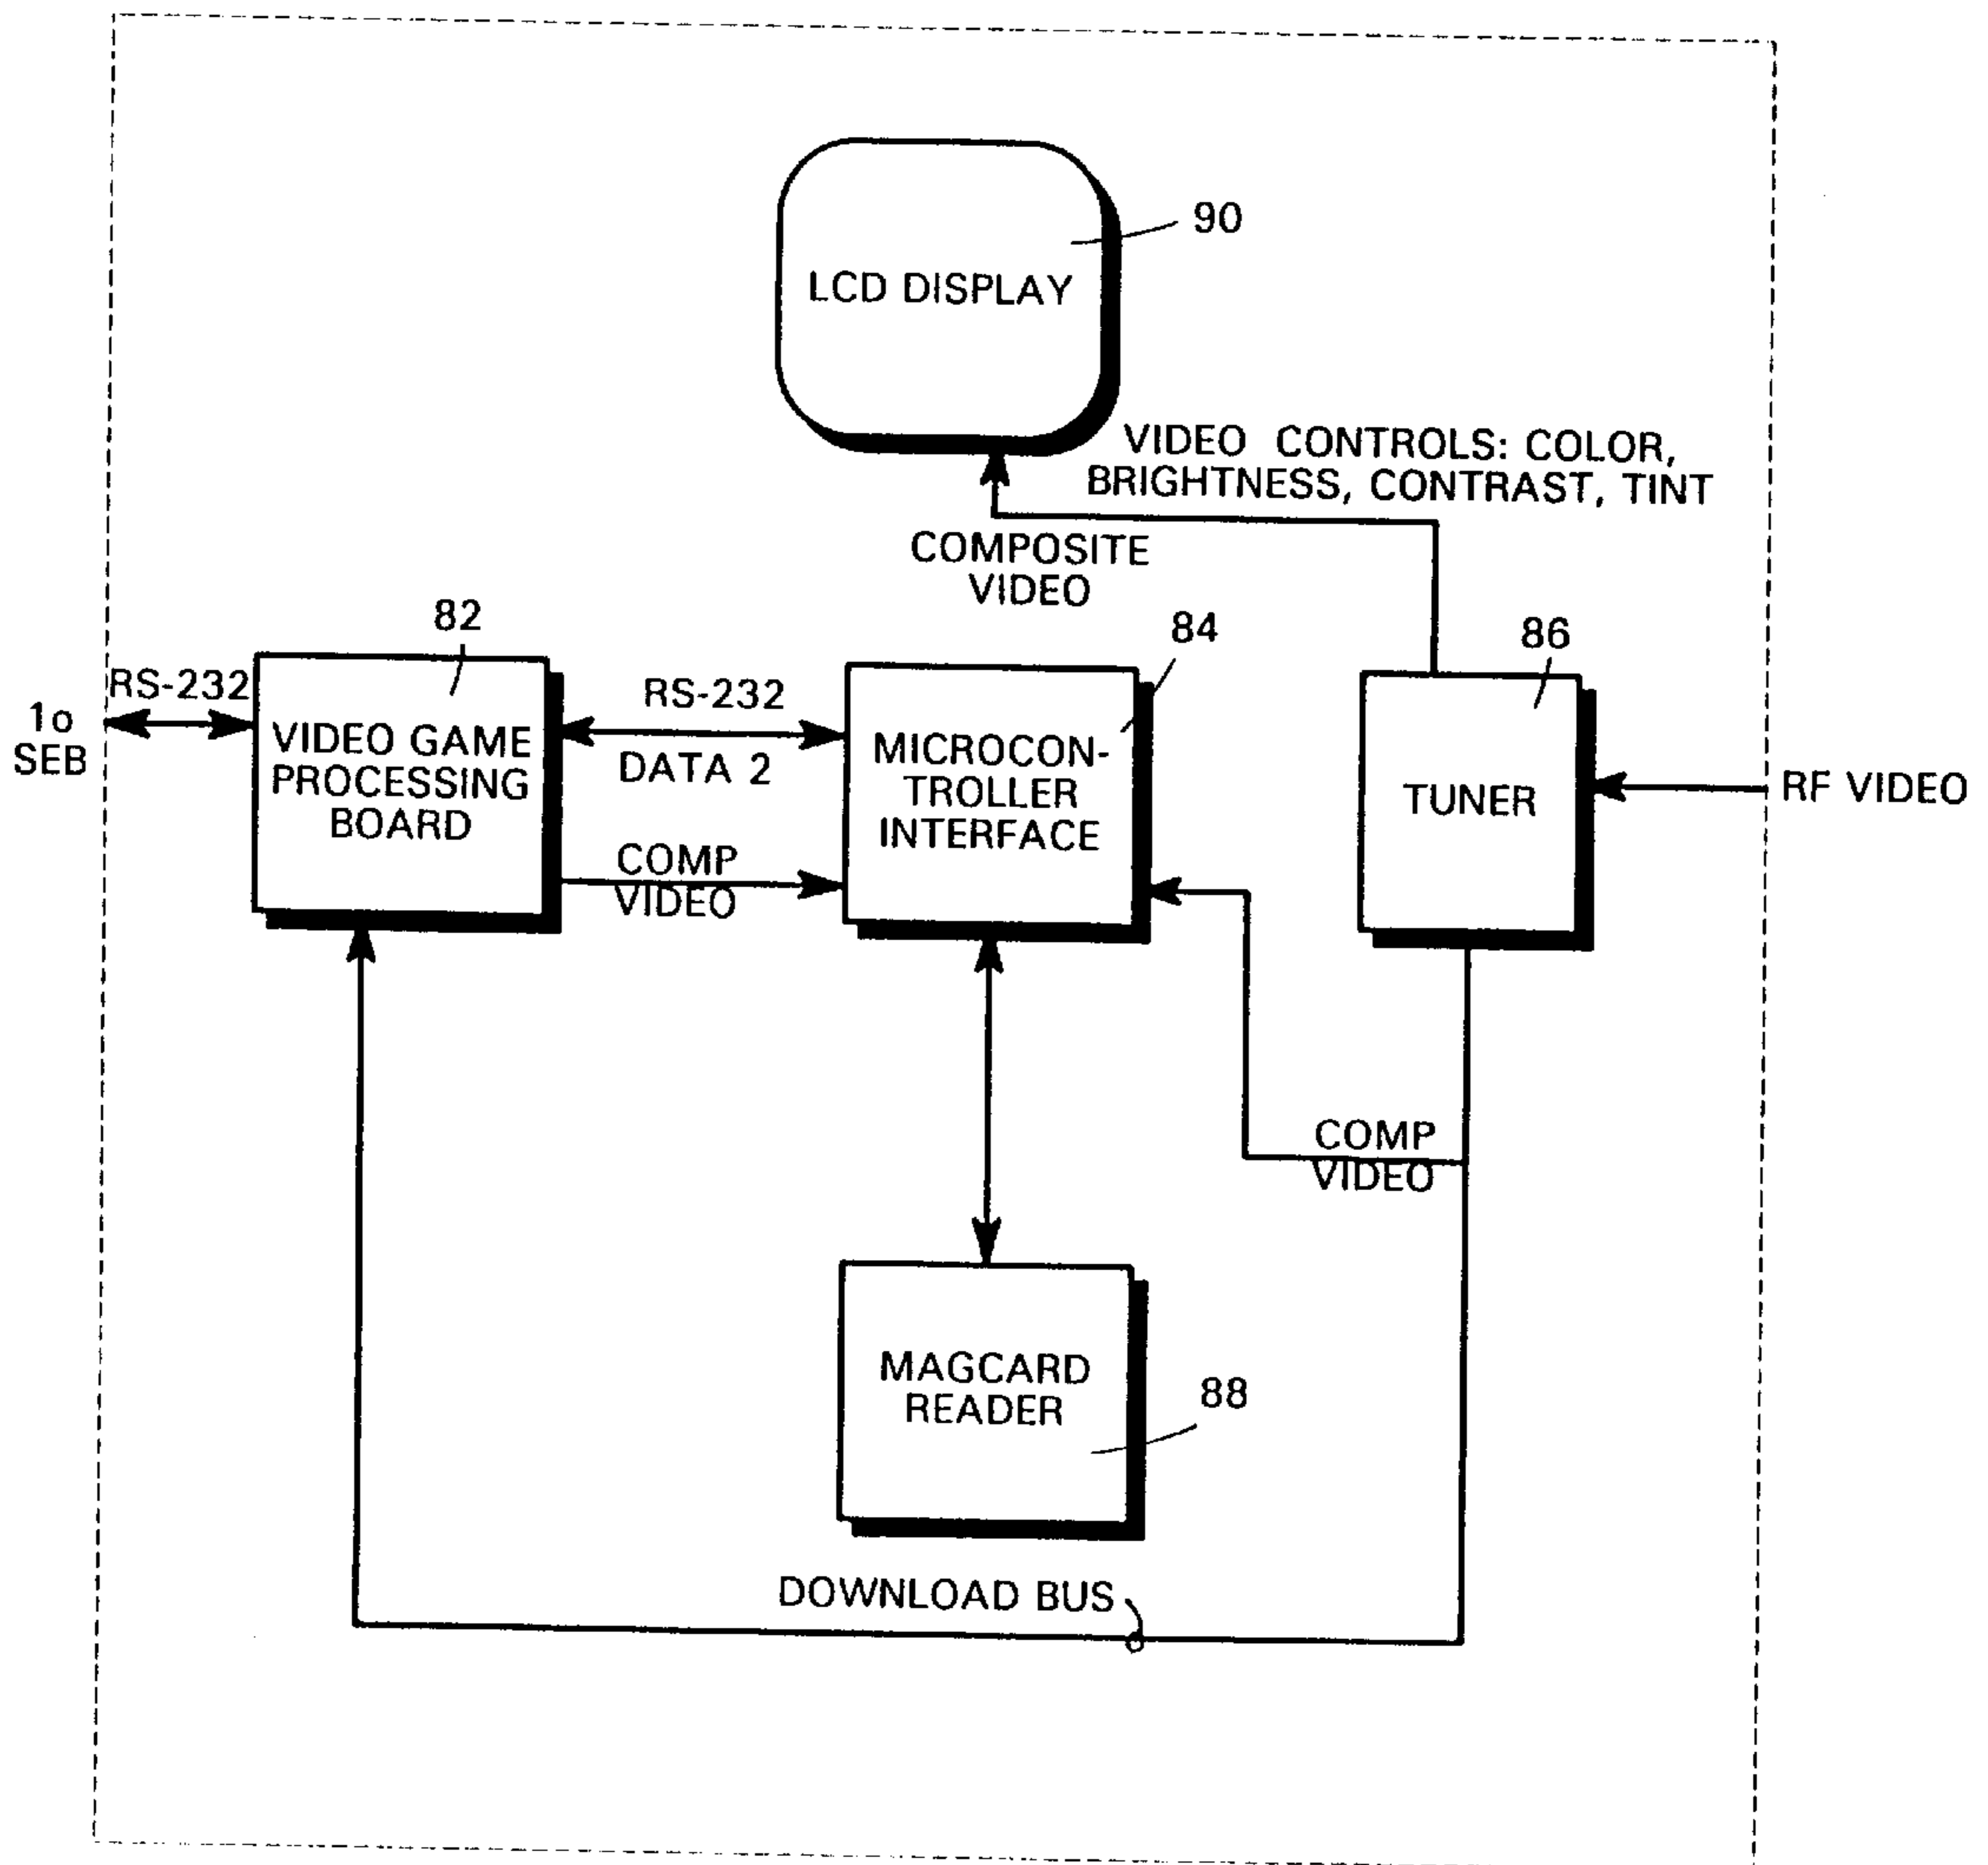 90
LCD DISPLAY
VIDEO CONTROLS: COLOR,
BRIGHTNESS, CONTRAST, TINT
COMPOSITE
VIDEO
82
84
86
RS-232
1o
SEB
VIDEO GAME
PROCESSING
BOARD
RS-232
DATA 2
COMP
VIDEO
MICROCON-
TROLLER
INTERFACE
TUNER
RF VIDEO
COMP
VIDEO
MAGCARD
READER
88
DOWNLOAD BUS